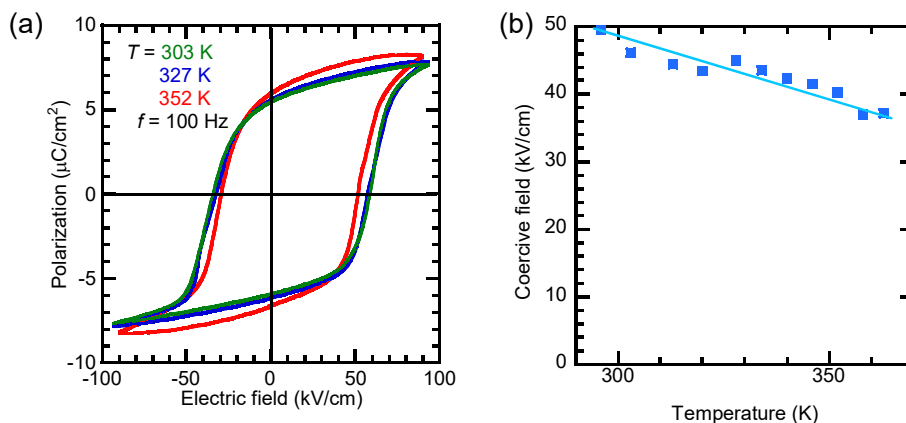 (a)
10
5
0
-5
-10
Polarization (μC/cm²)
T = 303 K
327 K
352 K
f = 100 Hz
-100
-50
0
50
100
Electric field (kV/cm)
(b)
50
40
30
20
10
0
Coercive field (kV/cm)
300
350
Temperature (K)